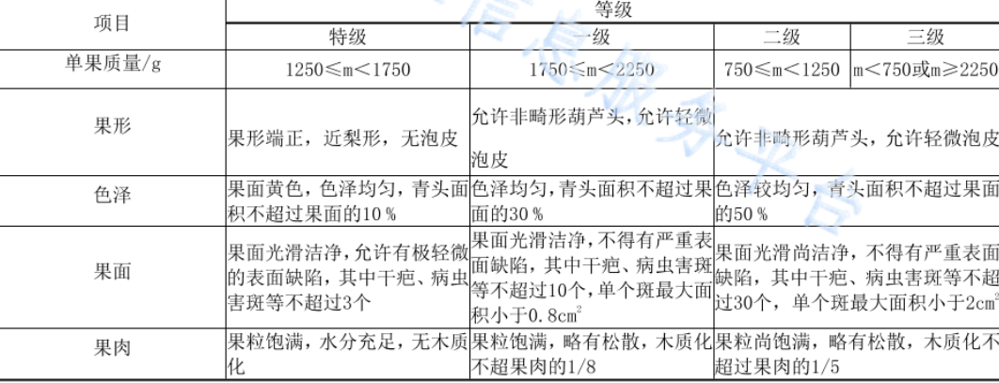 项目
等级
特级
一级
二级
三级
单果质量/g
1250≤m＜1750
1750≤m＜2250
750≤m＜1250
m＜750或m≥2250
果形
果形端正，近梨形，无泡皮
允许非畸形葫芦头，允许轻微
泡皮
允许非畸形葫芦头，允许轻微泡皮
色泽
果面黄色，色泽均匀，青头面
积不超过果面的10%
色泽均匀，青头面积不超过果
面的30%
色泽较均匀，青头面积不超过果面
的50%
果面
果面光滑洁净，允许有极轻微
的表面缺陷，其中干疤、病虫
害斑等不超过3个
果面光滑洁净，不得有严重表
面缺陷，其中干疤、病虫害斑
等不超过10个，单个斑最大面
积小于0.8cm²
果面光滑尚洁净，不得有严重表面
缺陷，其中干疤、病虫害斑等不超
过30个，单个斑最大面积小于2cm²
果肉
果粒饱满，水分充足，无木质
化
果粒饱满，略有松散，木质化
不超果肉的1/8
果粒尚饱满，略有松散，木质化不
超过果肉的1/5
信息服务平台